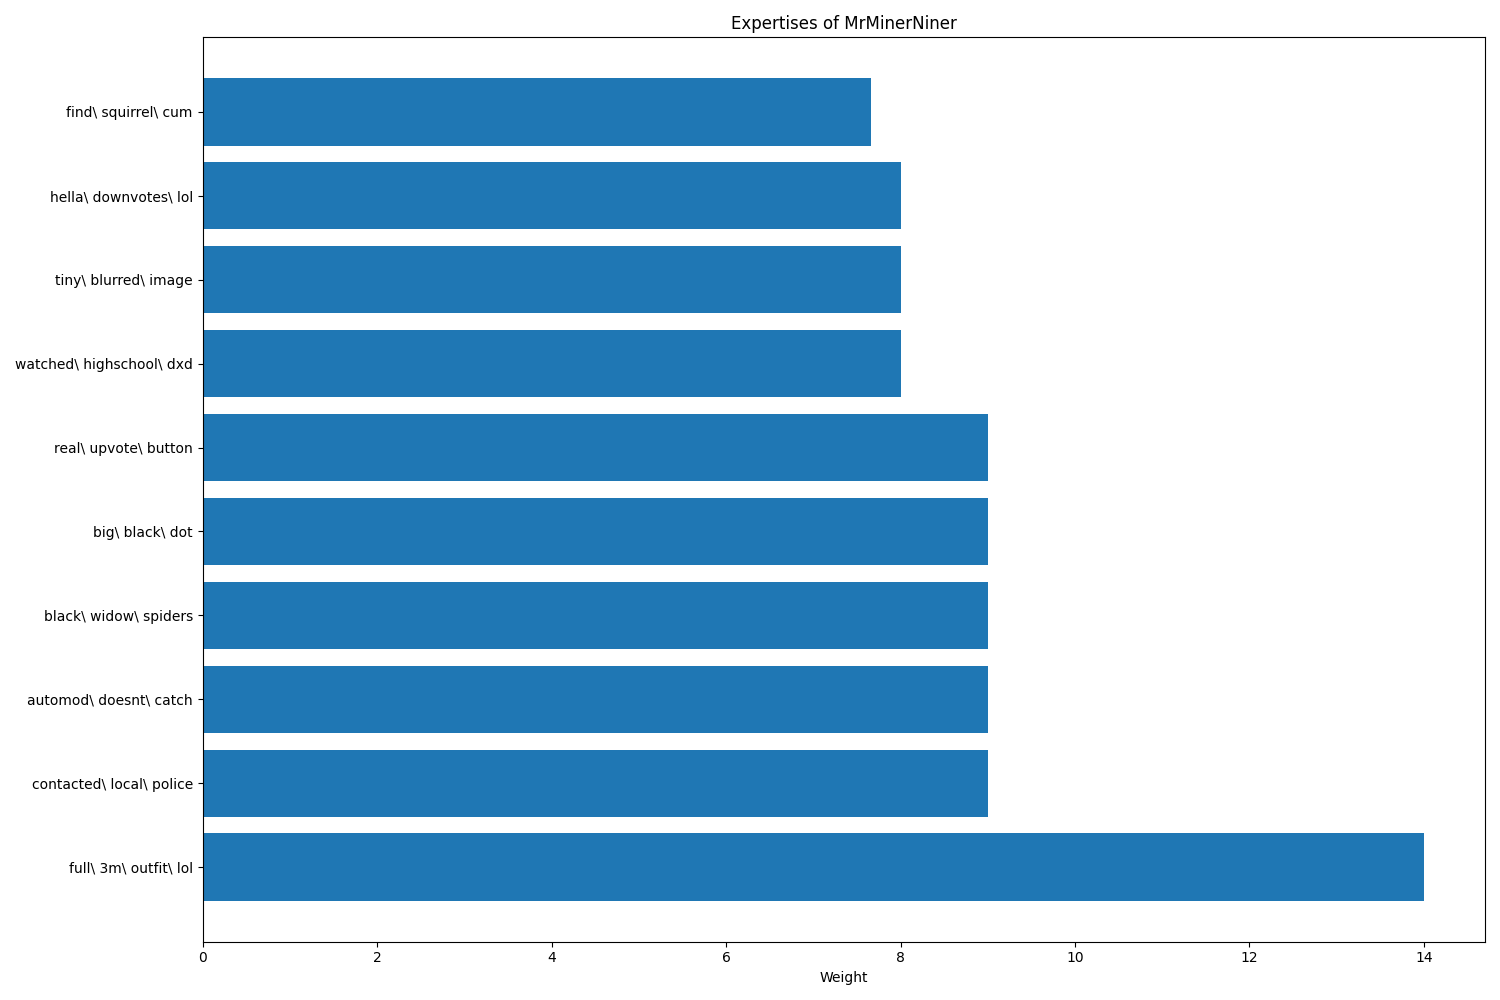 Expertises of MrMinerNiner
find\ squirrel\ cum
hella\ downvotes\ lol
tiny\ blurred\ image
watched\ highschool\ dxd
real\ upvote\ button
big\ black\ dot
black\ widow\ spiders
automod\ doesnt\ catch
contacted\ local\ police
full\ 3m\ outfit\ lol
0 2 4 6 8 10 12 14
Weight